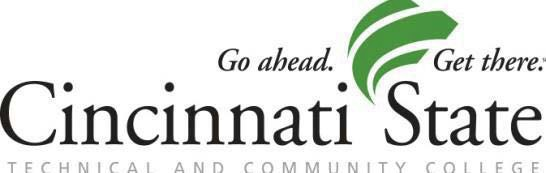 Go ahead. Get there.
Cincinnati State
TECHNICAL AND COMMUNITY COLLEGE